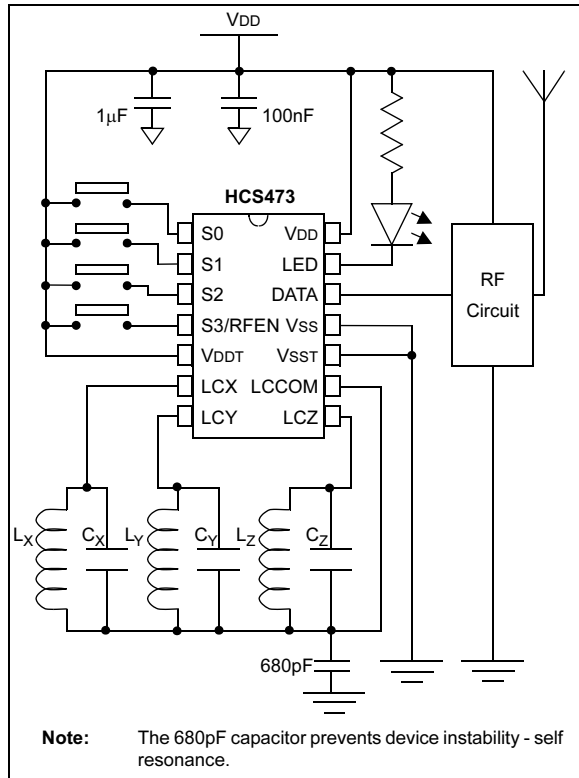 VDD
1µF
100nF
HCS473
S0
VDD
S1
LED
S2
DATA
S3/RFEN
VSS
VDDT
VSST
LCX
LCCOM
LCY
LCZ
RF
Circuit
LX
CX
LY
CY
LZ
CZ
680pF
Note: The 680pF capacitor prevents device instability - self
resonance.